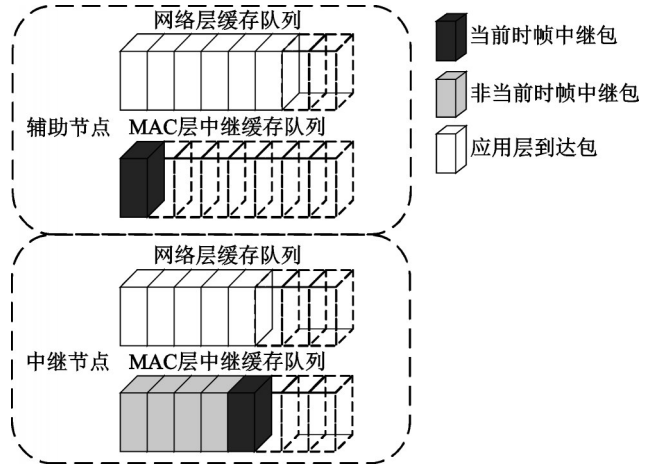 网络层缓存队列
辅助节点
MAC层中继缓存队列
网络层缓存队列
中继节点
MAC层中继缓存队列
当前时帧中继包
非当前时帧中继包
应用层到达包